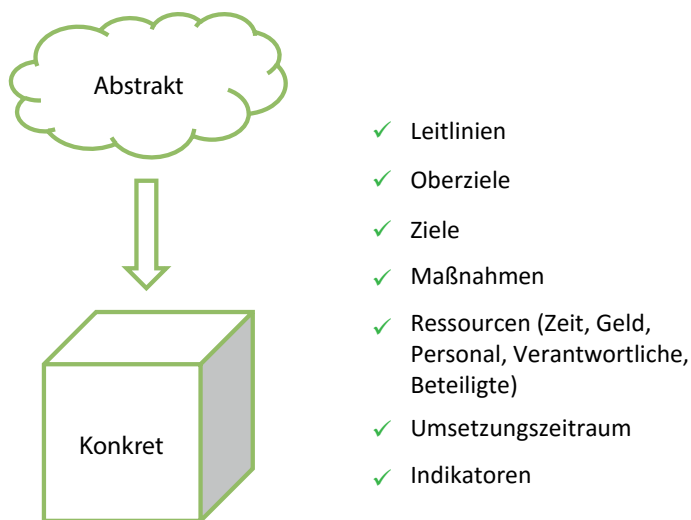 Abstrakt
Konkret
Leitlinien
Oberziele
Ziele
Maßnahmen
Ressourcen (Zeit, Geld,
Personal, Verantwortliche,
Beteiligte)
Umsetzungszeitraum
Indikatoren